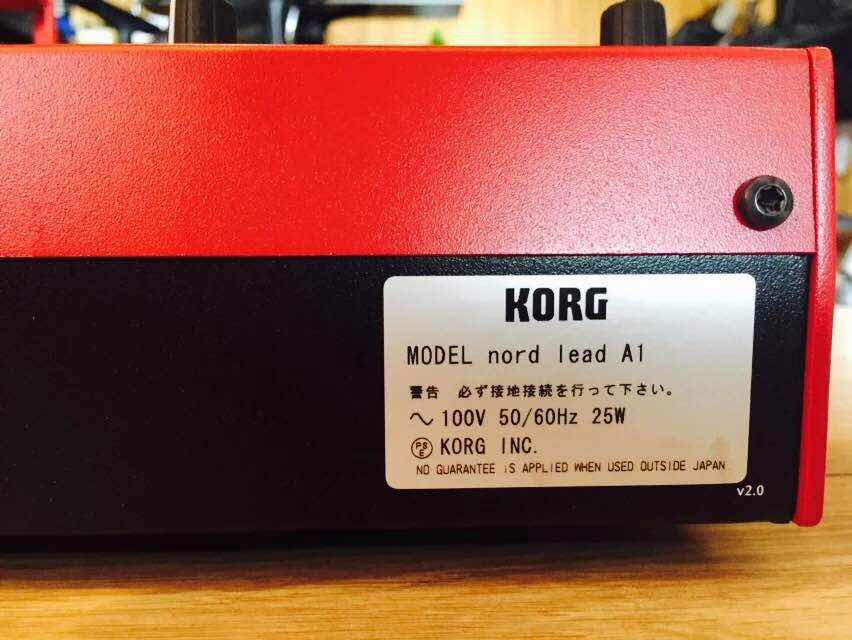 KORG
MODEL nord lead A1
警告 必ず接地接続を行って下さい。
〜 100V 50/60Hz 25W
PSE KORG INC.
NO GUARANTEE iS APPLIED WHEN USED OUTSIDE JAPAN
v2.0